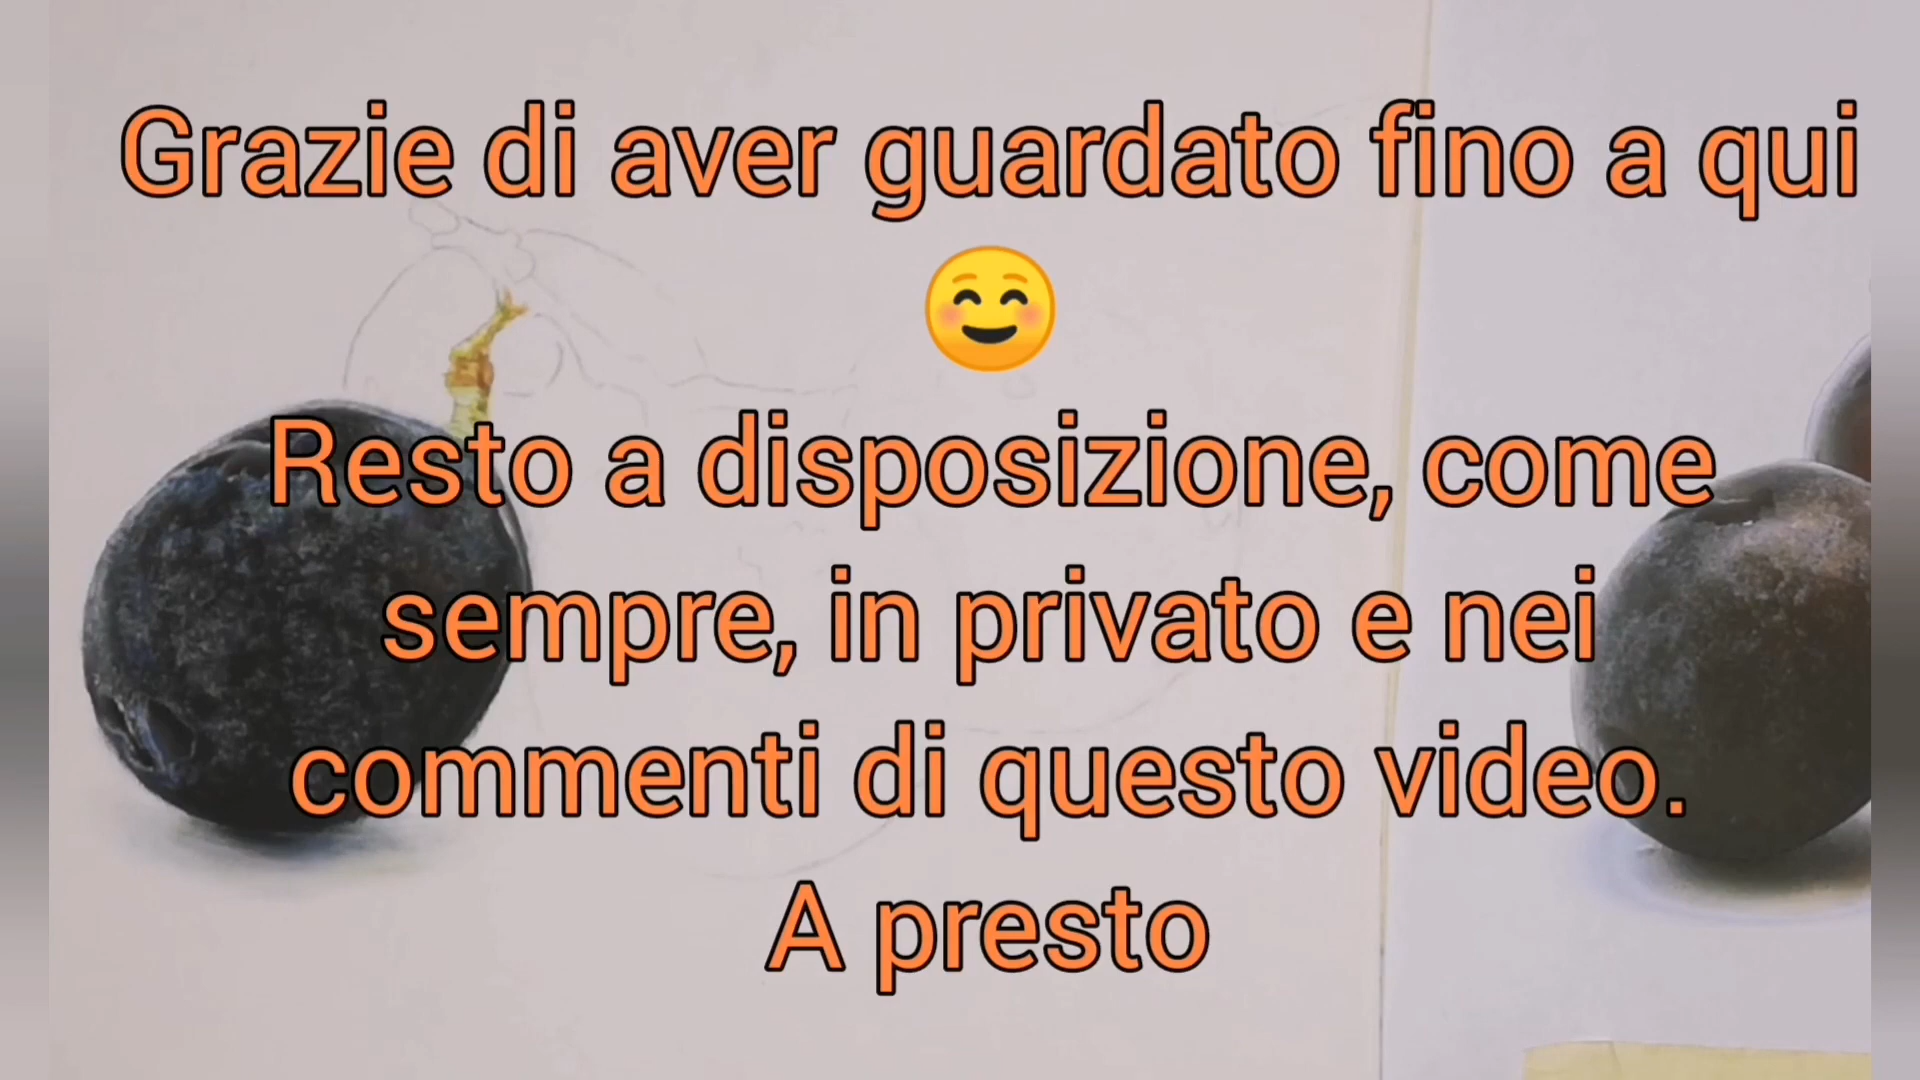 Grazie di aver guardato fino a qui
☺️
Resto a disposizione, come
sempre, in privato e nei
commenti di questo video.
A presto